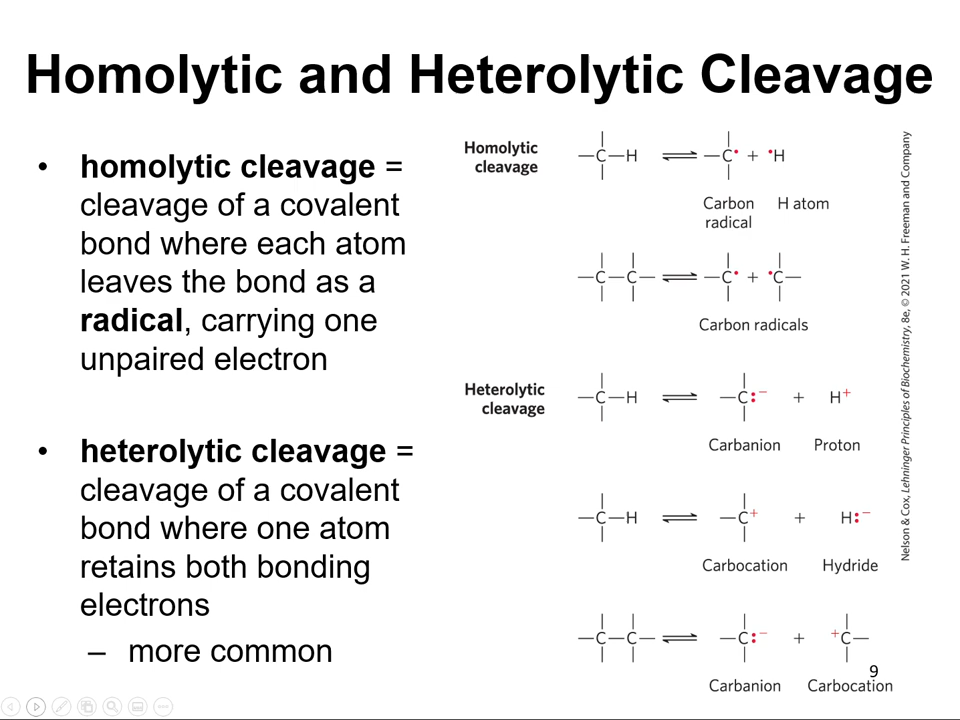 Homolytic and Heterolytic Cleavage
• homolytic cleavage =
cleavage of a covalent
bond where each atom
leaves the bond as a
radical, carrying one
unpaired electron
• heterolytic cleavage =
cleavage of a covalent
bond where one atom
retains both bonding
electrons
– more common
Homolytic
cleavage
C—H ⇌ C• + •H
Carbon
radical
H atom
C—C ⇌ C• + •C
Carbon radicals
Heterolytic
cleavage
C—H ⇌ C:− + H+
Carbanion Proton
C—H ⇌ C+ + H:−
Carbocation Hydride
C—C ⇌ C:− + +C
Carbanion Carbocation
9
Nelson & Cox, Lehninger Principles of Biochemistry, 8e, © 2021 W. H. Freeman and Company